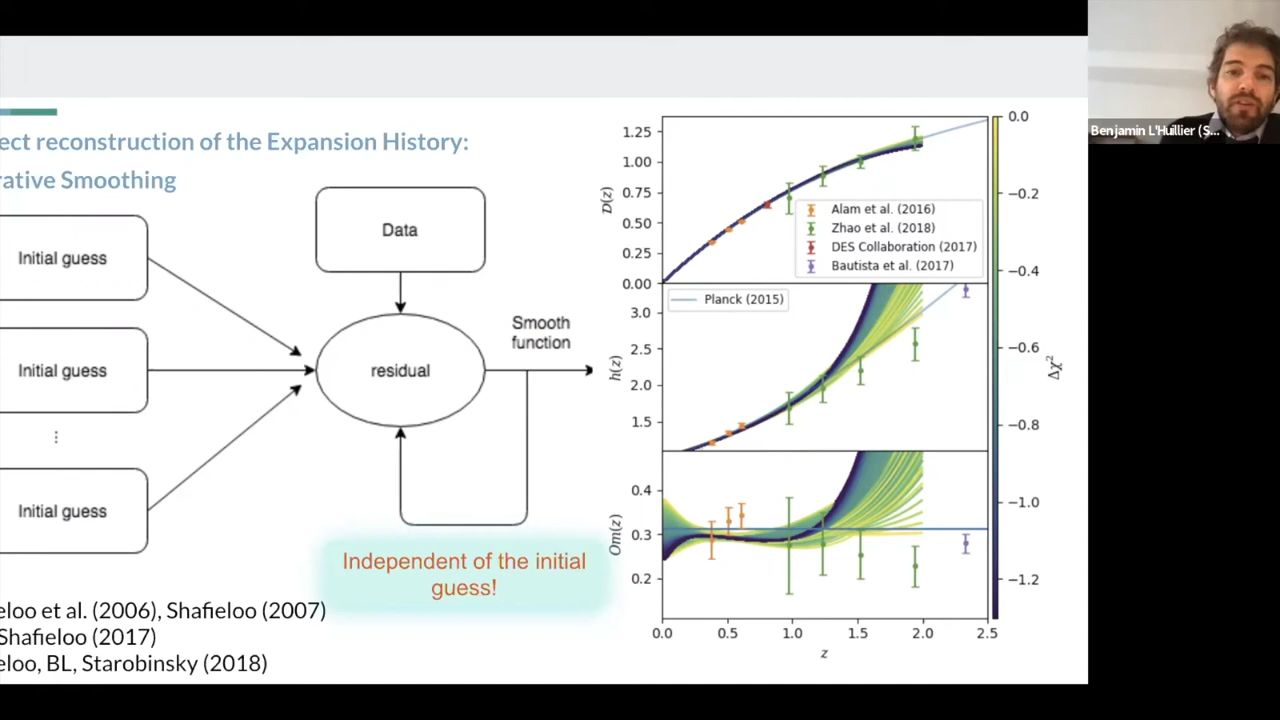 ect reconstruction of the Expansion History:
rative Smoothing
Initial guess
Initial guess
⋮
Initial guess
Data
residual
Smooth
function
Independent of the initial
guess!
eloo et al. (2006), Shafieloo (2007)
Shafieloo (2017)
eloo, BL, Starobinsky (2018)
D(z)
1.25
1.00
0.75
0.50
0.25
0.00
Alam et al. (2016)
Zhao et al. (2018)
DES Collaboration (2017)
Bautista et al. (2017)
h(z)
3.0
2.5
2.0
1.5
Planck (2015)
Om(z)
0.4
0.3
0.2
0.0 0.5 1.0 1.5 2.0 2.5
z
0.0
−0.2
−0.4
−0.6
−0.8
−1.0
−1.2
Δχ²
Benjamin L'Huillier (S...